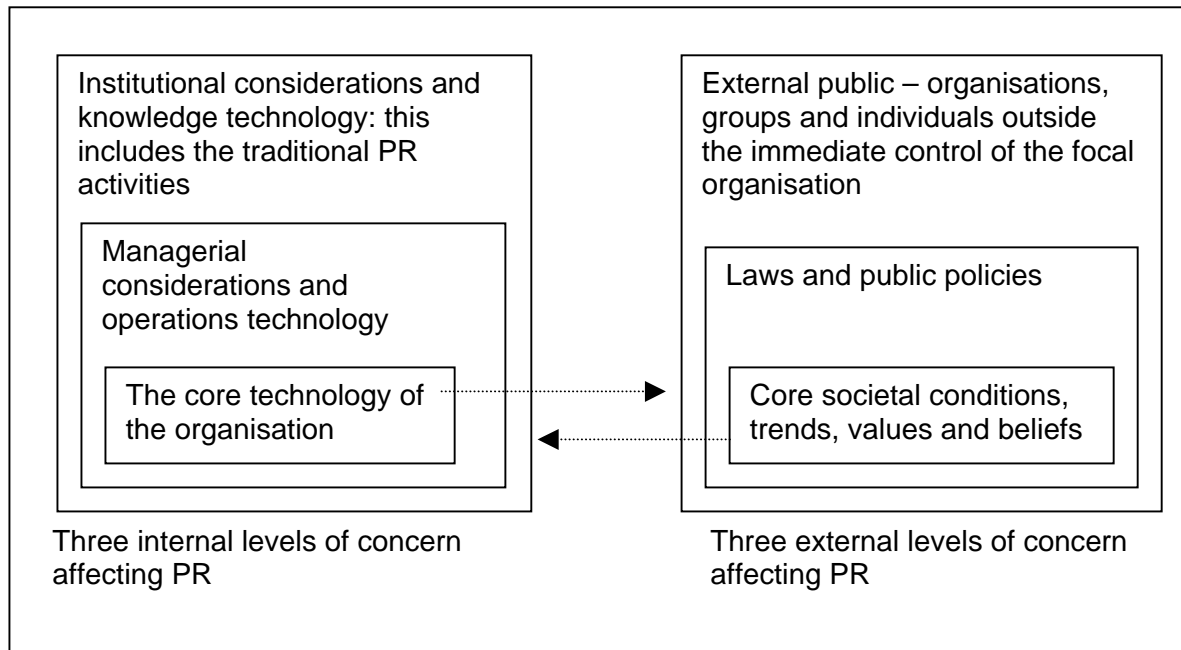 Institutional considerations and
knowledge technology: this
includes the traditional PR
activities
Managerial
considerations and
operations technology
The core technology of
the organisation
Three internal levels of concern
affecting PR
External public – organisations,
groups and individuals outside
the immediate control of the focal
organisation
Laws and public policies
Core societal conditions,
trends, values and beliefs
Three external levels of concern
affecting PR